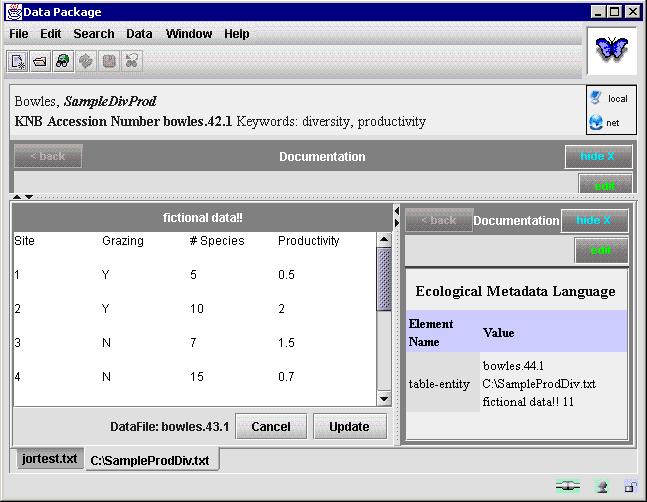 Data Package
File Edit Search Data Window Help
Bowles, SampleDivProd
KNB Accession Number bowles.42.1 Keywords: diversity, productivity
local
net
< back Documentation hide X
edit
fictional data!!
Site Grazing # Species Productivity
1 Y 5 0.5
2 Y 10 2
3 N 7 1.5
4 N 15 0.7
DataFile: bowles.43.1 Cancel Update
< back Documentation hide X
edit
Ecological Metadata Language
Element Name Value
table-entity bowles.44.1
C:\SampleProdDiv.txt
fictional data!! 11
jortest.txt C:\SampleProdDiv.txt